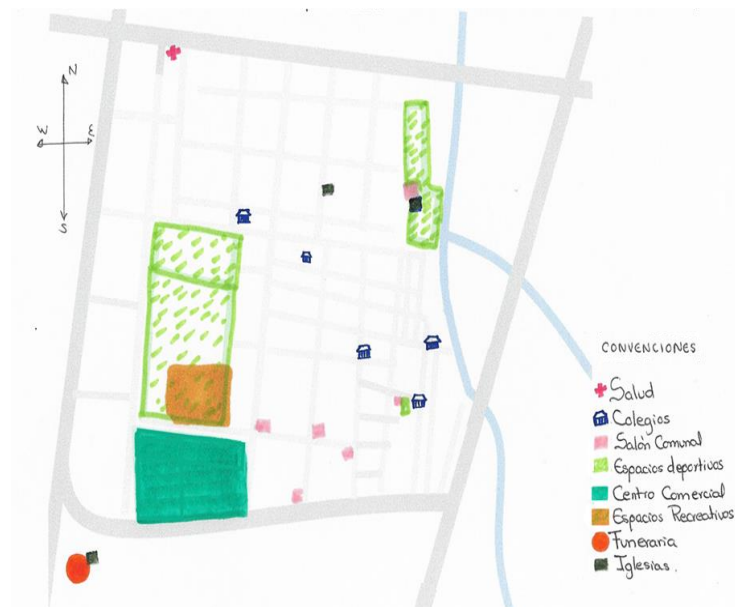 N
W
E
S
CONVENCIONES
Salud
Colegios
Salón Comunal
Espacios deportivos
Centro Comercial
Espacios Recreativos
Funeraria
Iglesias.